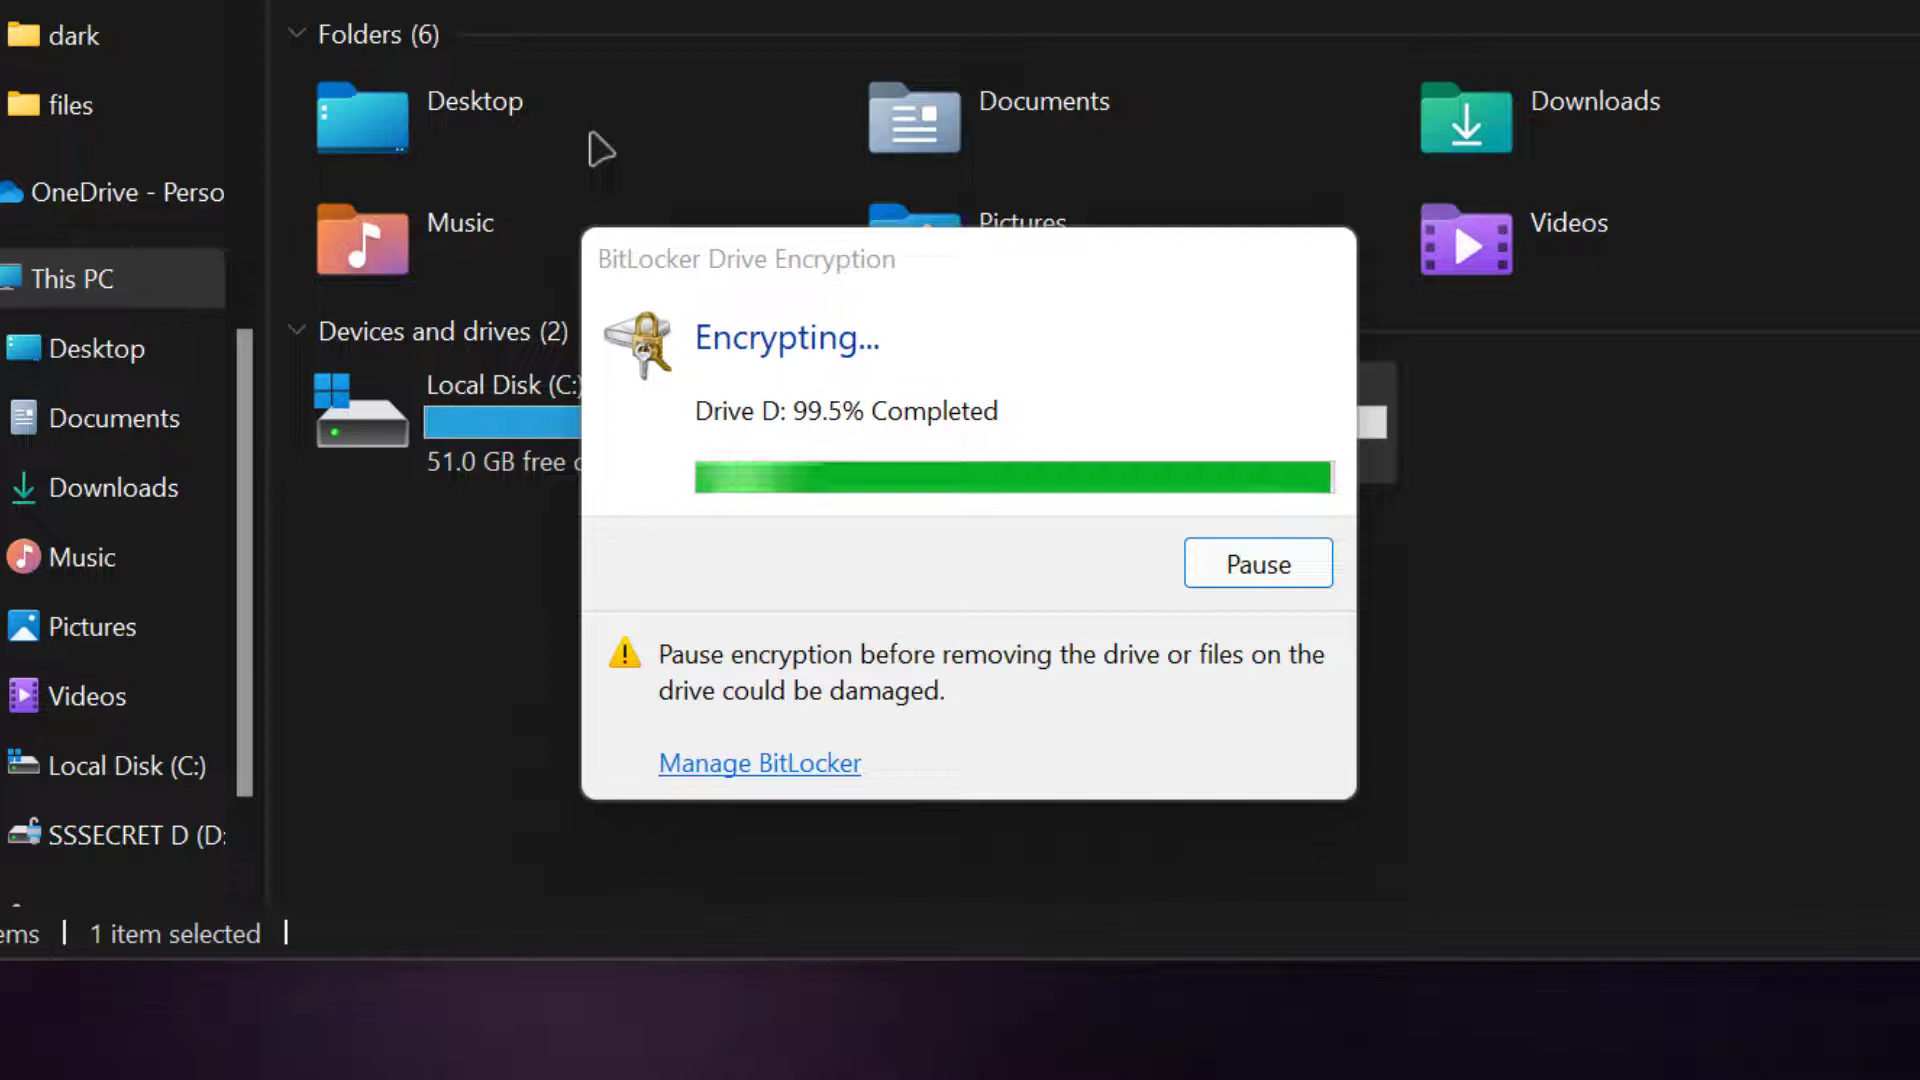 dark
files
OneDrive - Perso
This PC
Desktop
Documents
Downloads
Music
Pictures
Videos
Local Disk (C:)
SSSECRET D (D:
ems
1 item selected
Folders (6)
Desktop
Documents
Downloads
Music
Pictures
Videos
Devices and drives (2)
Local Disk (C:)
51.0 GB free
BitLocker Drive Encryption
Encrypting...
Drive D: 99.5% Completed
Pause
Pause encryption before removing the drive or files on the
drive could be damaged.
Manage BitLocker